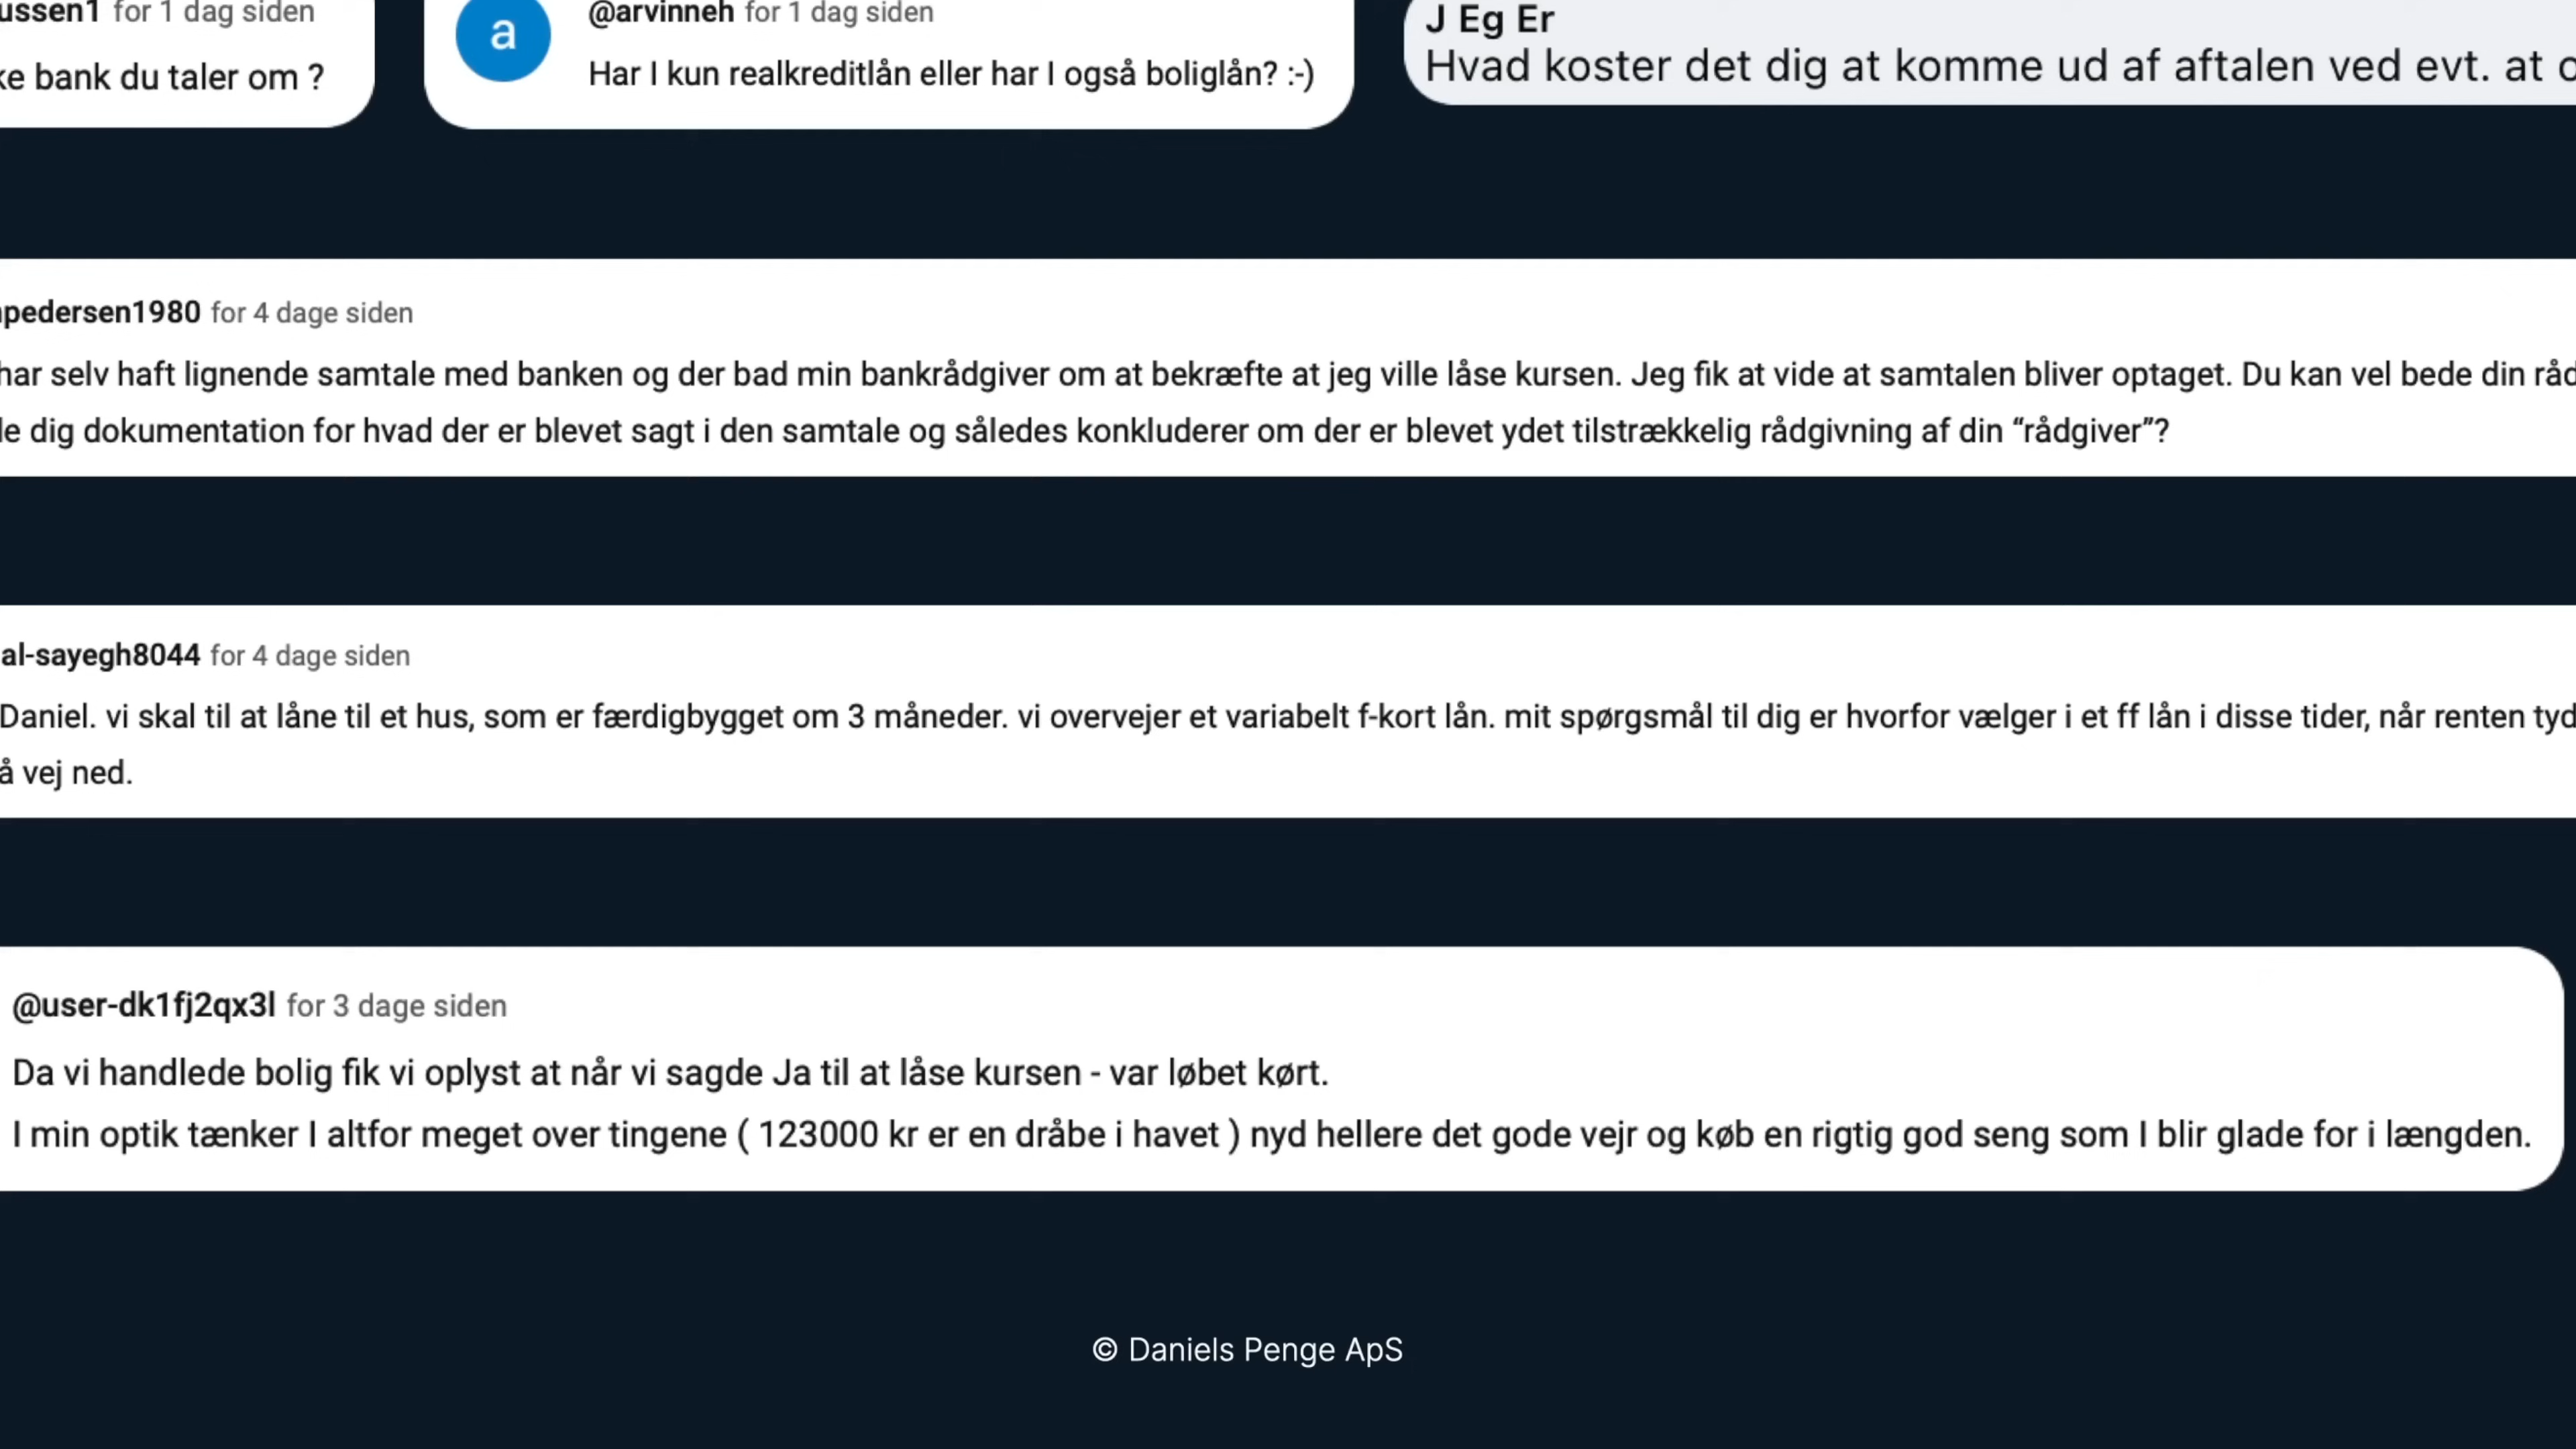 ussen1 for 1 dag siden
ke bank du taler om ?
a
@arvinneh for 1 dag siden
Har I kun realkreditlån eller har I også boliglån? :-)
J Eg Er
Hvad koster det dig at komme ud af aftalen ved evt. at
pedersen1980 for 4 dage siden
har selv haft lignende samtale med banken og der bad min bankrådgiver om at bekræfte at jeg ville låse kursen. Jeg fik at vide at samtalen bliver optaget. Du kan vel bede din råd
le dig dokumentation for hvad der er blevet sagt i den samtale og således konkluderer om der er blevet ydet tilstrækkelig rådgivning af din “rådgiver”?
al-sayegh8044 for 4 dage siden
Daniel. vi skal til at låne til et hus, som er færdigbygget om 3 måneder. vi overvejer et variabelt f-kort lån. mit spørgsmål til dig er hvorfor vælger i et ff lån i disse tider, når renten tyd
å vej ned.
@user-dk1fj2qx3l for 3 dage siden
Da vi handlede bolig fik vi oplyst at når vi sagde Ja til at låse kursen - var løbet kørt.
I min optik tænker I altfor meget over tingene ( 123000 kr er en dråbe i havet ) nyd hellere det gode vejr og køb en rigtig god seng som I blir glade for i længden.
© Daniels Penge ApS